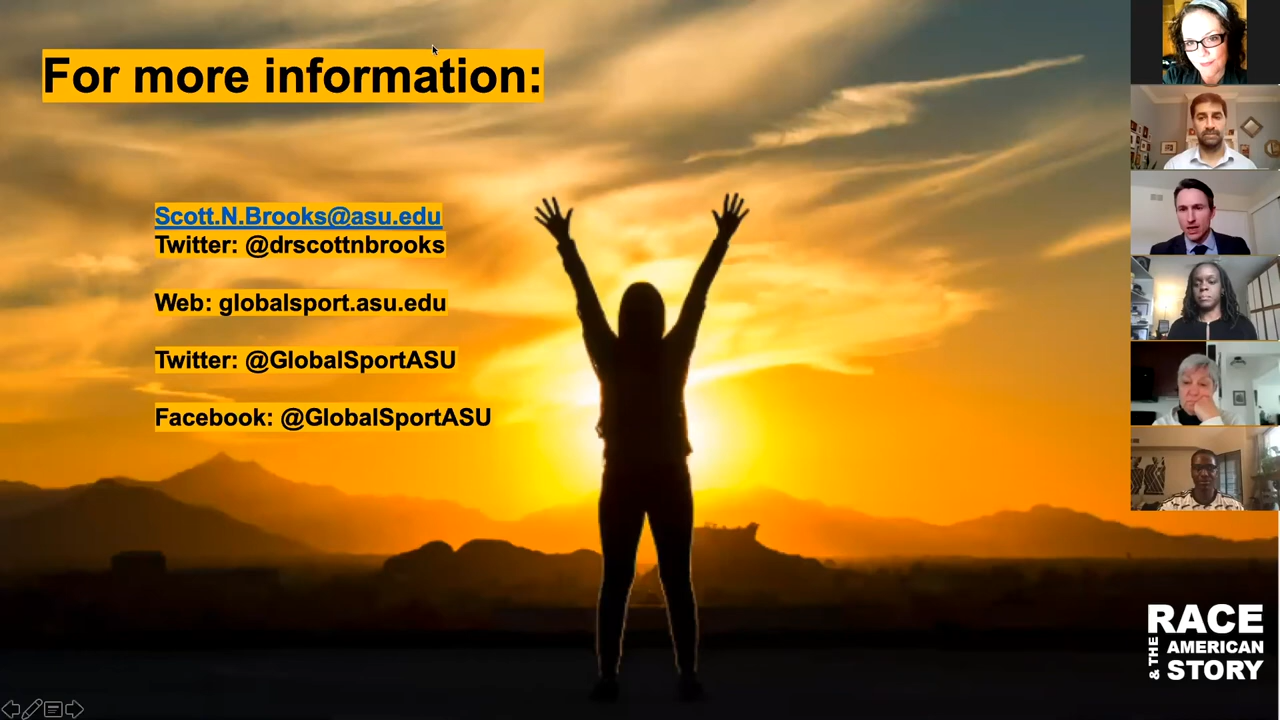 For more information:
Scott.N.Brooks@asu.edu
Twitter: @drscottnbrooks
Web: globalsport.asu.edu
Twitter: @GlobalSportASU
Facebook: @GlobalSportASU
RACE
& THE AMERICAN
STORY